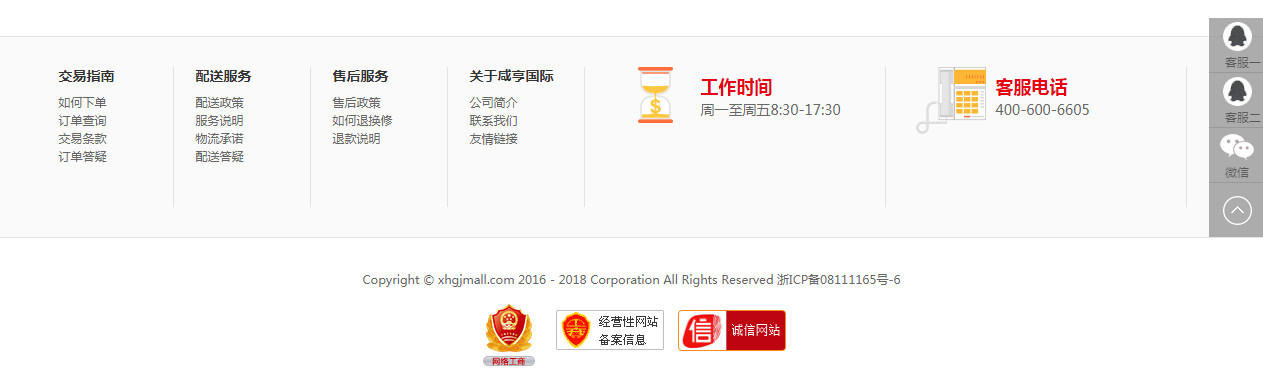 交易指南
如何下单
订单查询
交易条款
订单答疑
配送服务
配送政策
服务说明
物流承诺
配送答疑
售后服务
售后政策
如何退换修
退款说明
关于咸亨国际
公司简介
联系我们
友情链接
工作时间
周一至周五8:30-17:30
客服电话
400-600-6605
客服一
客服二
微信
Copyright © xhgjmall.com 2016 - 2018 Corporation All Rights Reserved 浙ICP备08111165号-6
网络工商
经营性网站
备案信息
信
诚信网站